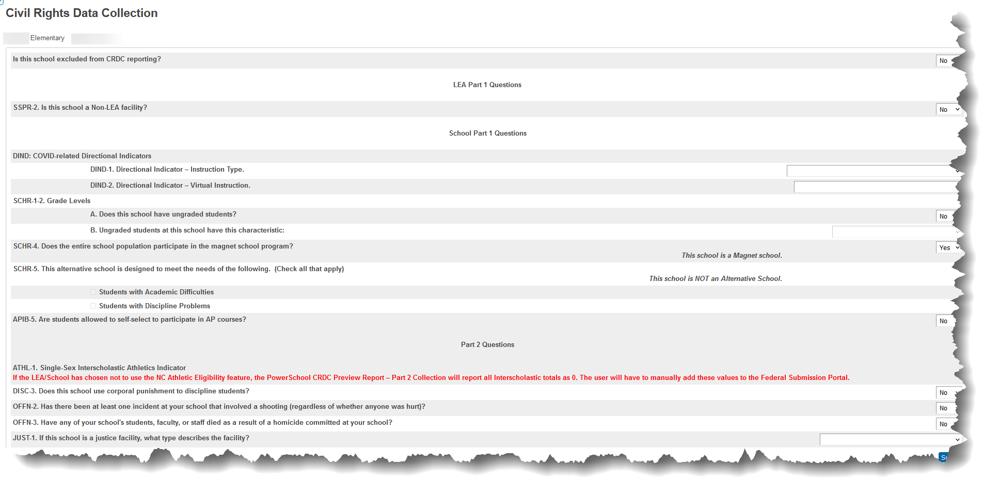 Civil Rights Data Collection
Elementary
Is this school excluded from CRDC reporting?
No
LEA Part 1 Questions
SSPR-2. Is this school a Non-LEA facility?
No
School Part 1 Questions
DIND: COVID-related Directional Indicators
DIND-1. Directional Indicator – Instruction Type.
DIND-2. Directional Indicator – Virtual Instruction.
SCHR-1-2. Grade Levels
A. Does this school have ungraded students?
No
B. Ungraded students at this school have this characteristic:
SCHR-4. Does the entire school population participate in the magnet school program?
Yes
This school is a Magnet school.
SCHR-5. This alternative school is designed to meet the needs of the following.  (Check all that apply)
This school is NOT an Alternative School.
Students with Academic Difficulties
Students with Discipline Problems
APIB-5. Are students allowed to self-select to participate in AP courses?
No
Part 2 Questions
ATHL-1. Single-Sex Interscholastic Athletics Indicator
If the LEA/School has chosen not to use the NC Athletic Eligibility feature, the PowerSchool CRDC Preview Report – Part 2 Collection will report all Interscholastic totals as 0. The user will have to manually add these values to the Federal Submission Portal.
DISC-3. Does this school use corporal punishment to discipline students?
No
OFFN-2. Has there been at least one incident at your school that involved a shooting (regardless of whether anyone was hurt)?
No
OFFN-3. Have any of your school's students, faculty, or staff died as a result of a homicide committed at your school?
No
JUST-1. If this school is a justice facility, what type describes the facility?